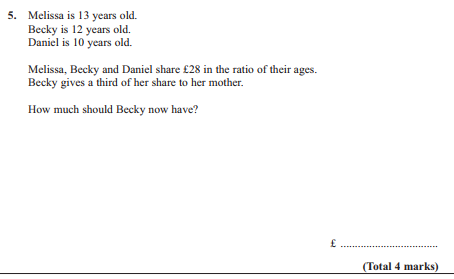 5. Melissa is 13 years old.
Becky is 12 years old.
Daniel is 10 years old.
Melissa, Becky and Daniel share £28 in the ratio of their ages.
Becky gives a third of her share to her mother.
How much should Becky now have?
£ ....................................
(Total 4 marks)